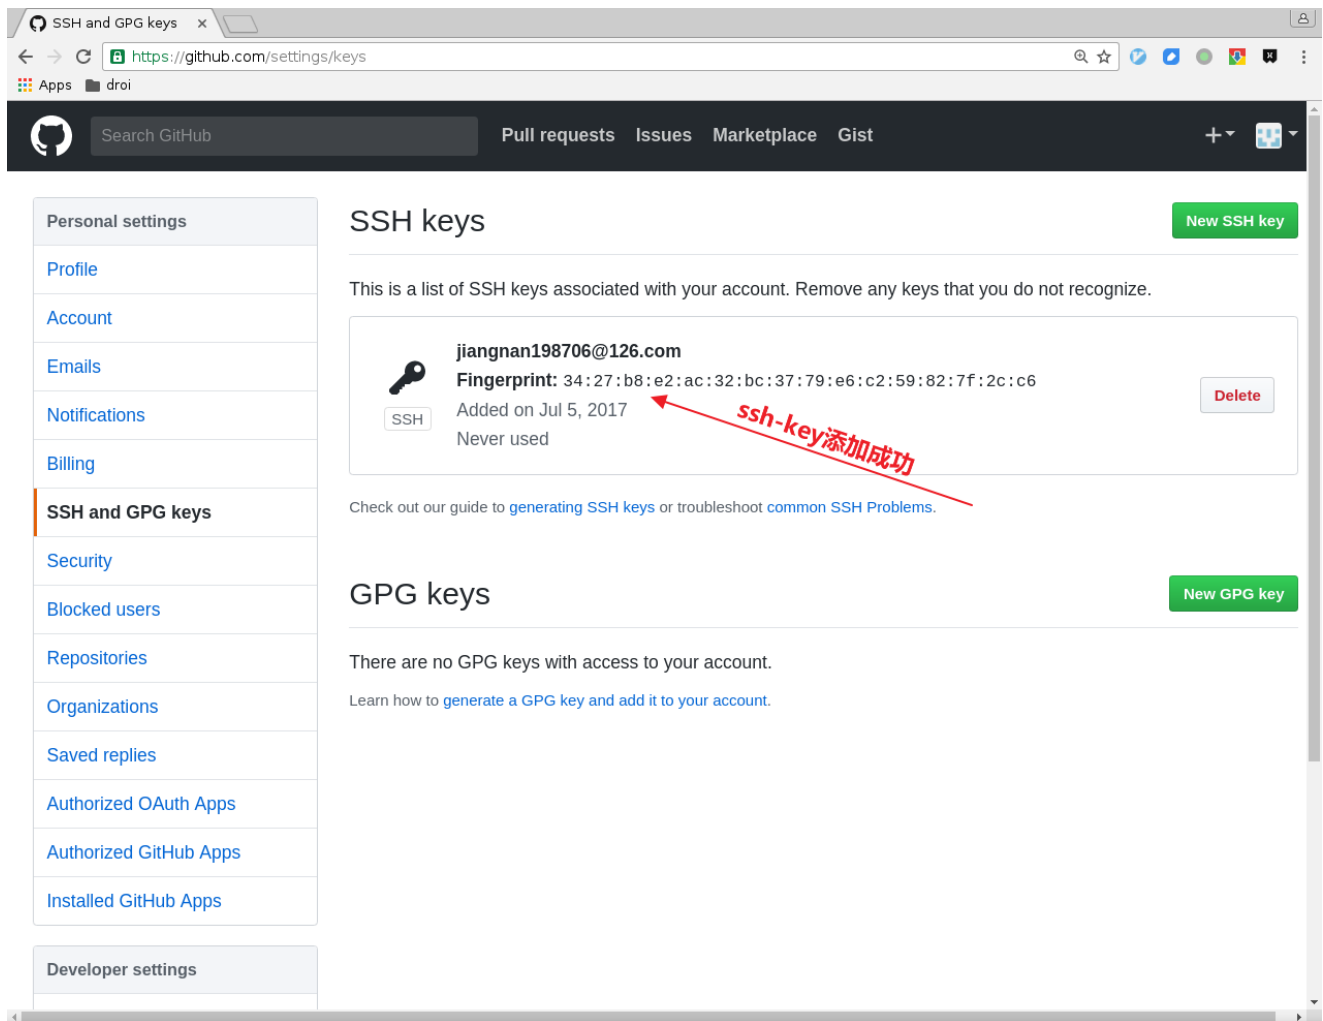 SSH and GPG keys
https://github.com/settings/keys
Apps droi
Search GitHub Pull requests Issues Marketplace Gist
Personal settings
Profile
Account
Emails
Notifications
Billing
SSH and GPG keys
Security
Blocked users
Repositories
Organizations
Saved replies
Authorized OAuth Apps
Authorized GitHub Apps
Installed GitHub Apps
Developer settings
SSH keys
New SSH key
This is a list of SSH keys associated with your account. Remove any keys that you do not recognize.
jiangnan198706@126.com
Fingerprint: 34:27:b8:e2:ac:32:bc:37:79:e6:c2:59:82:7f:2c:c6
Added on Jul 5, 2017
Never used
SSH
Delete
ssh-key添加成功
Check out our guide to generating SSH keys or troubleshoot common SSH Problems.
GPG keys
New GPG key
There are no GPG keys with access to your account.
Learn how to generate a GPG key and add it to your account.